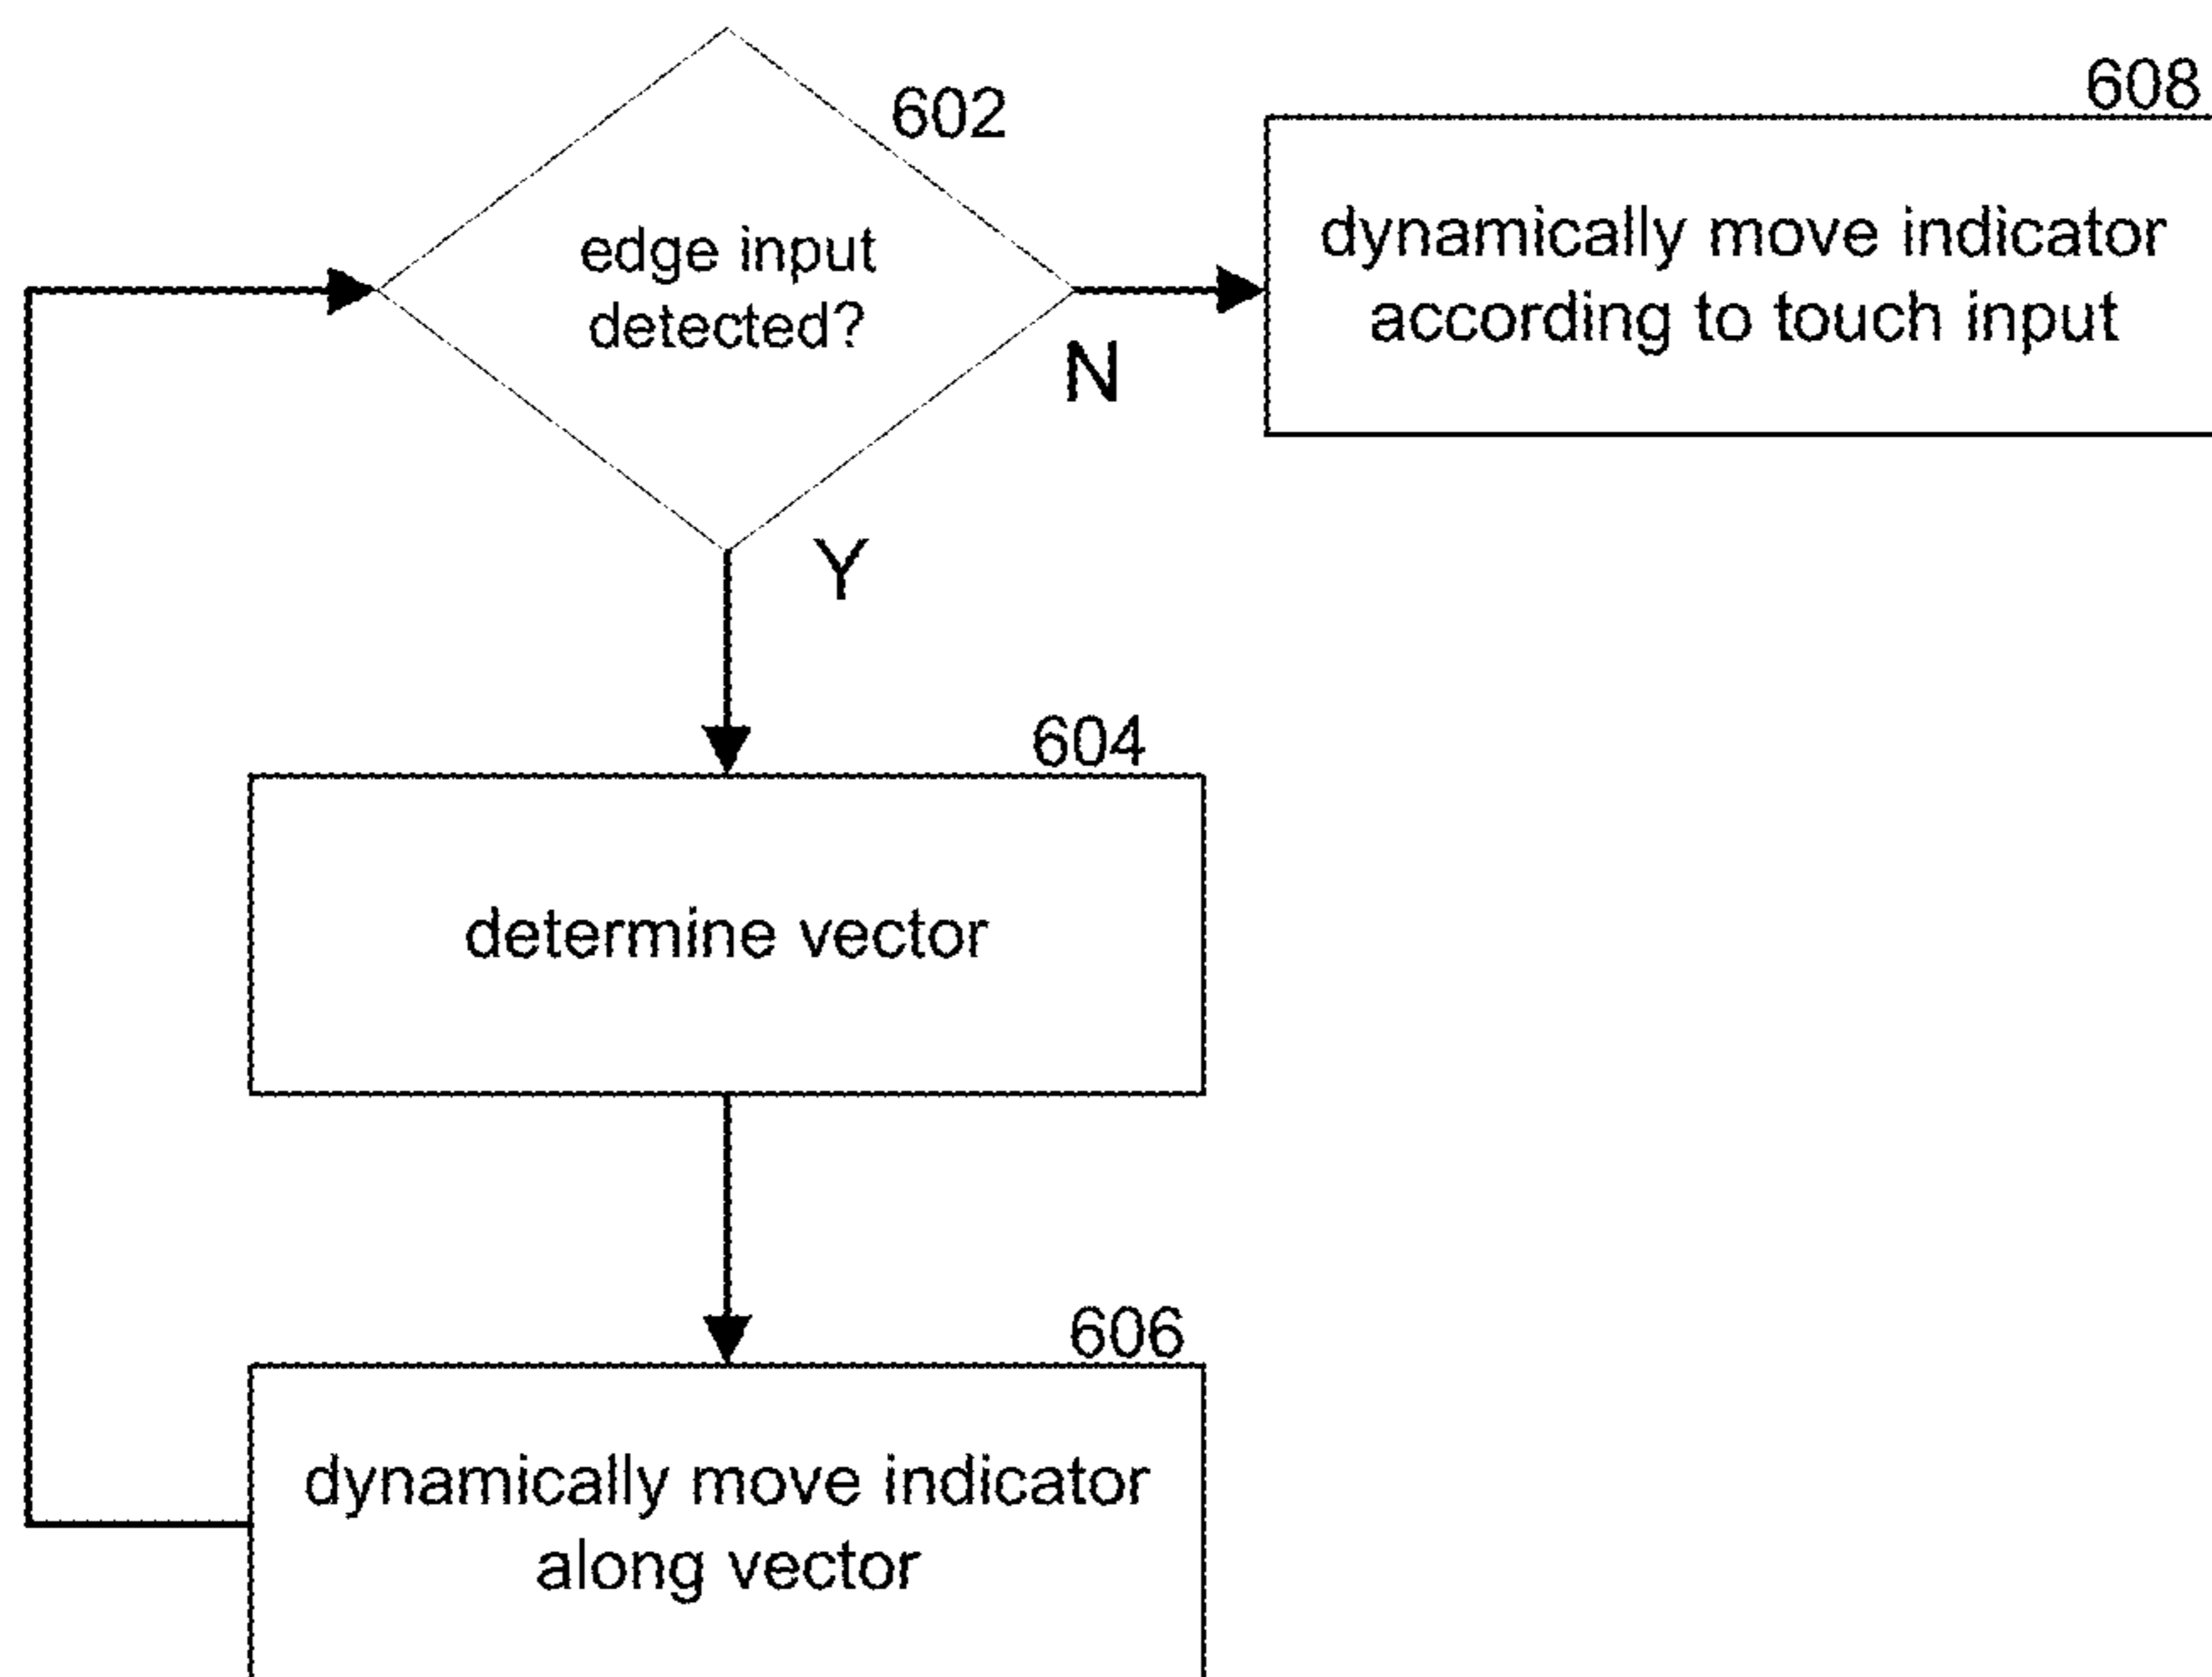 602
edge input
detected?
N
Y
608
dynamically move indicator
according to touch input
604
determine vector
606
dynamically move indicator
along vector